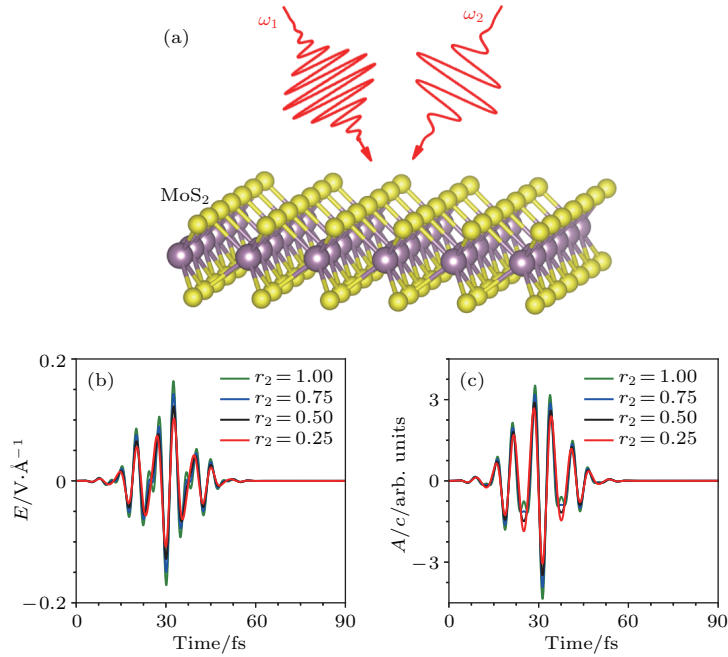 (a)
ω₁
ω₂
MoS₂
(b)
r₂ = 1.00
r₂ = 0.75
r₂ = 0.50
r₂ = 0.25
0.2
0
−0.2
E/V·Å⁻¹
0
30
60
90
Time/fs
(c)
r₂ = 1.00
r₂ = 0.75
r₂ = 0.50
r₂ = 0.25
3
0
−3
A/c/arb. units
0
30
60
90
Time/fs